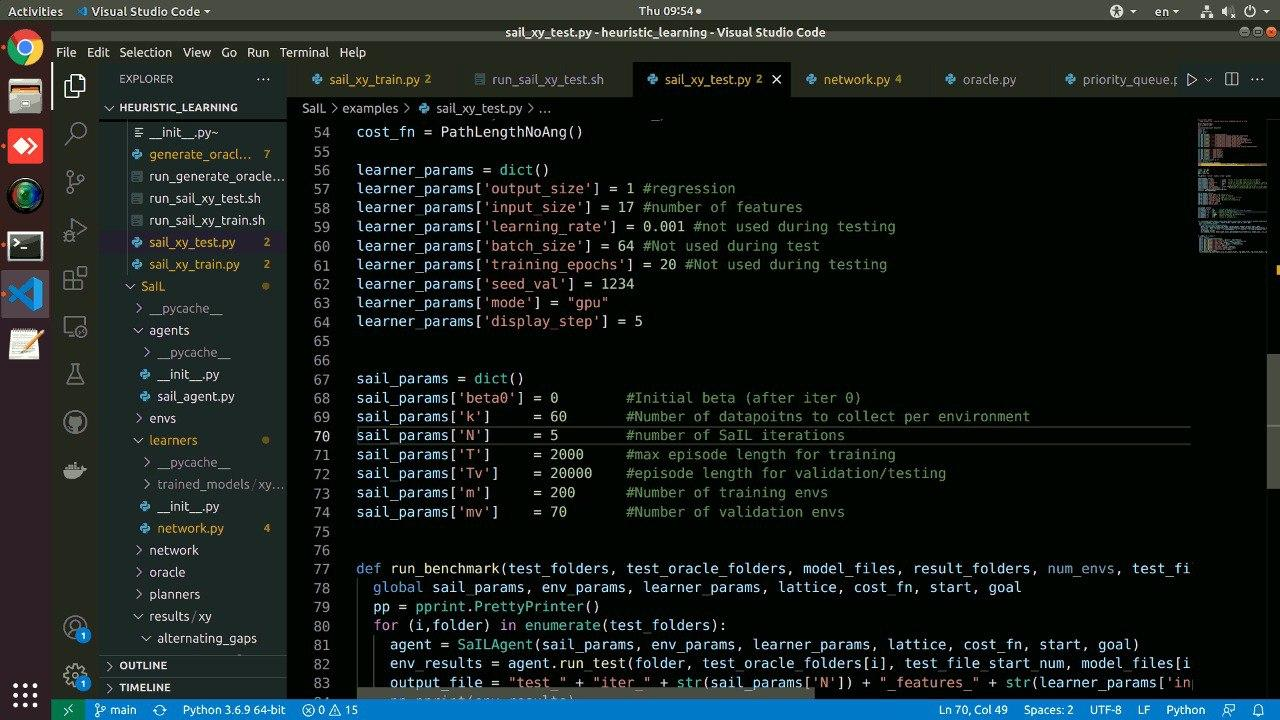 Activities Visual Studio Code Thu 09:54 en
sail_xy_test.py - heuristic_learning - Visual Studio Code
File Edit Selection View Go Run Terminal Help
EXPLORER ...
sail_xy_train.py 2 run_sail_xy_test.sh sail_xy_test.py 2 network.py 4 oracle.py priority_queue.p
HEURISTIC_LEARNING
SaIL > examples > sail_xy_test.py > ...
__init__.py~
generate_oracl... 7
run_generate_oracle...
run_sail_xy_test.sh
run_sail_xy_train.sh
sail_xy_test.py 2
sail_xy_train.py 2
SaIL
__pycache__
agents
__pycache__
__init__.py
sail_agent.py
envs
learners
__pycache__
trained_models/xy...
__init__.py
network.py 4
network
oracle
planners
results/xy
alternating_gaps
OUTLINE
TIMELINE
54 cost_fn = PathLengthNoAng()
55
56 learner_params = dict()
57 learner_params['output_size'] = 1 #regression
58 learner_params['input_size'] = 17 #number of features
59 learner_params['learning_rate'] = 0.001 #not used during testing
60 learner_params['batch_size'] = 64 #Not used during test
61 learner_params['training_epochs'] = 20 #Not used during testing
62 learner_params['seed_val'] = 1234
63 learner_params['mode'] = "gpu"
64 learner_params['display_step'] = 5
65
66
67 sail_params = dict()
68 sail_params['beta0'] = 0 #Initial beta (after iter 0)
69 sail_params['k'] = 60 #Number of datapoitns to collect per environment
70 sail_params['N'] = 5 #number of SaIL iterations
71 sail_params['T'] = 2000 #max episode length for training
72 sail_params['Tv'] = 20000 #episode length for validation/testing
73 sail_params['m'] = 200 #Number of training envs
74 sail_params['mv'] = 70 #Number of validation envs
75
76
77 def run_benchmark(test_folders, test_oracle_folders, model_files, result_folders, num_envs, test_fi
78 global sail_params, env_params, learner_params, lattice, cost_fn, start, goal
79 pp = pprint.PrettyPrinter()
80 for (i,folder) in enumerate(test_folders):
81 agent = SaILAgent(sail_params, env_params, learner_params, lattice, cost_fn, start, goal)
82 env_results = agent.run_test(folder, test_oracle_folders[i], test_file_start_num, model_files[i
83 output_file = "test_" + "iter_" + str(sail_params['N']) + "_features_" + str(learner_params['in
1
1
main Python 3.6.9 64-bit 0 15 Ln 70, Col 49 Spaces: 2 UTF-8 LF Python